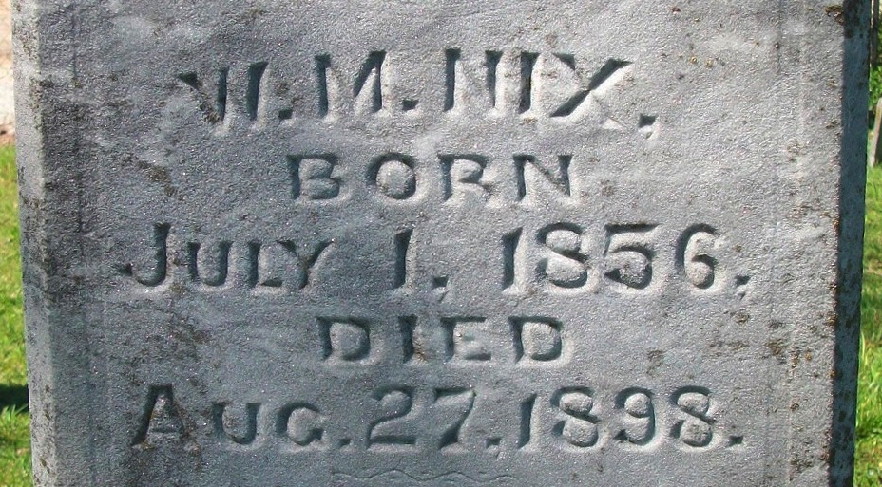 W. M. NIX,
BORN
JULY 1, 1856.
DIED
AUG. 27, 1898.